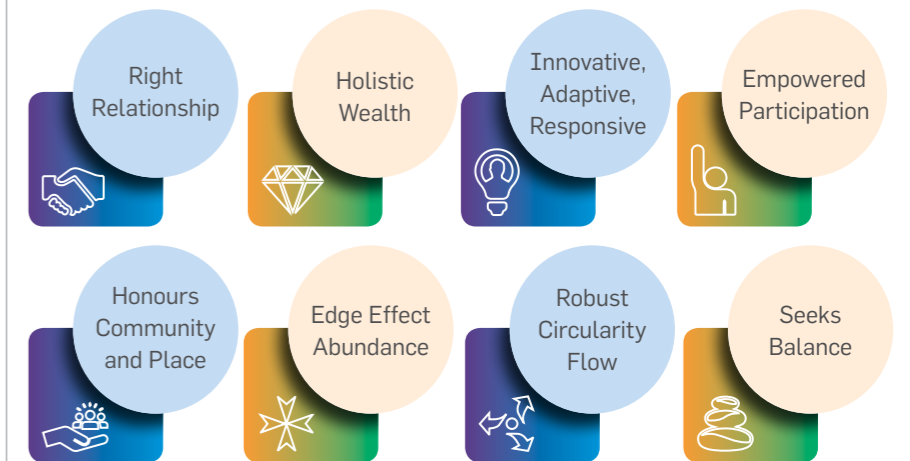 Right
Relationship
Holistic
Wealth
Innovative,
Adaptive,
Responsive
Empowered
Participation
Honours
Community
and Place
Edge Effect
Abundance
Robust
Circularity
Flow
Seeks
Balance